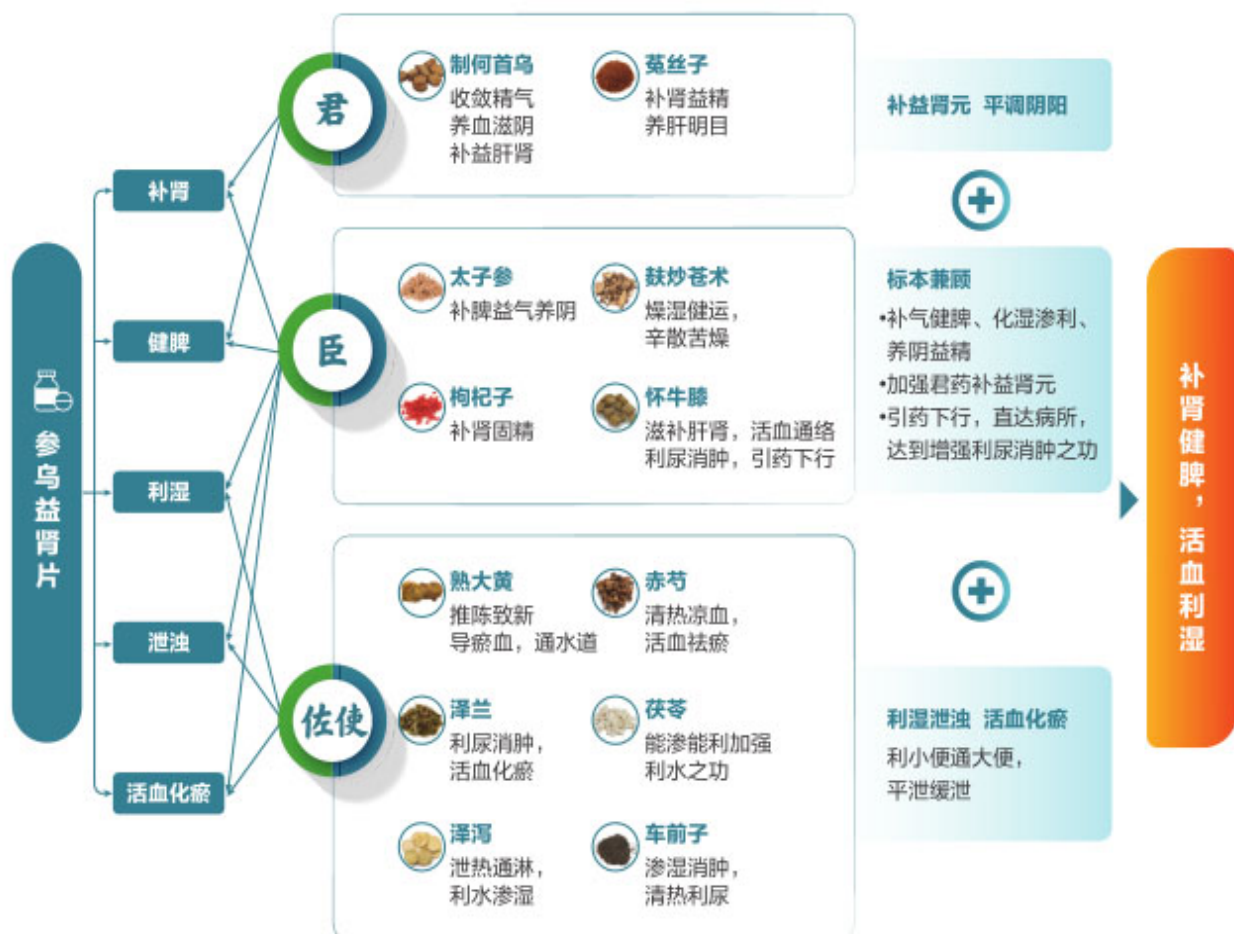 参乌益肾片
补肾
健脾
利湿
泄浊
活血化瘀
君
制何首乌
收敛精气
养血滋阴
补益肝肾
菟丝子
补肾益精
养肝明目
补益肾元 平调阴阳
臣
太子参
补脾益气养阴
麸炒苍术
燥湿健运，
辛散苦燥
枸杞子
补肾固精
怀牛膝
滋补肝肾，活血通络
利尿消肿，引药下行
标本兼顾
•补气健脾、化湿渗利、
养阴益精
•加强君药补益肾元
•引药下行，直达病所，
达到增强利尿消肿之功
佐使
熟大黄
推陈致新
导瘀血，通水道
赤芍
清热凉血，
活血祛瘀
泽兰
利尿消肿，
活血化瘀
茯苓
能渗能利加强
利水之功
泽泻
泄热通淋，
利水渗湿
车前子
渗湿消肿，
清热利尿
利湿泄浊 活血化瘀
利小便通大便，
平泄缓泄
补肾健脾，活血利湿